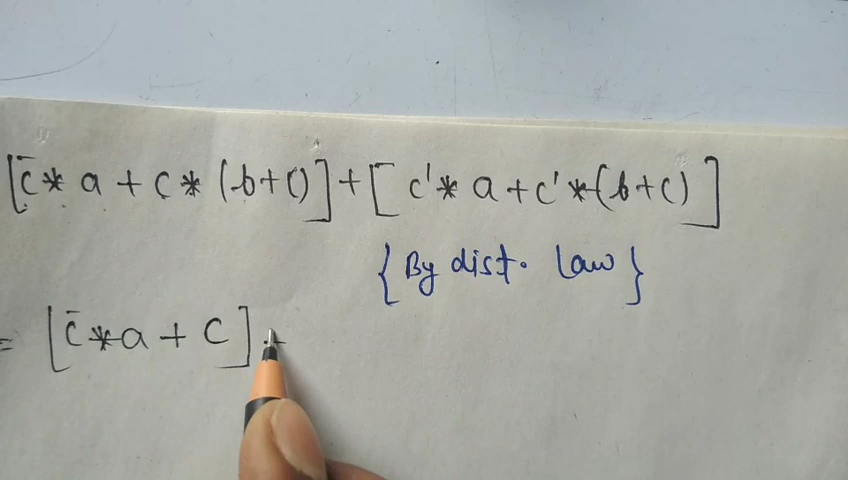 [c̄ * a + c * (b+c)] + [ c' * a + c' * (b+c) ]
{ By dist. Law }
= [ c̄ * a + c ] +